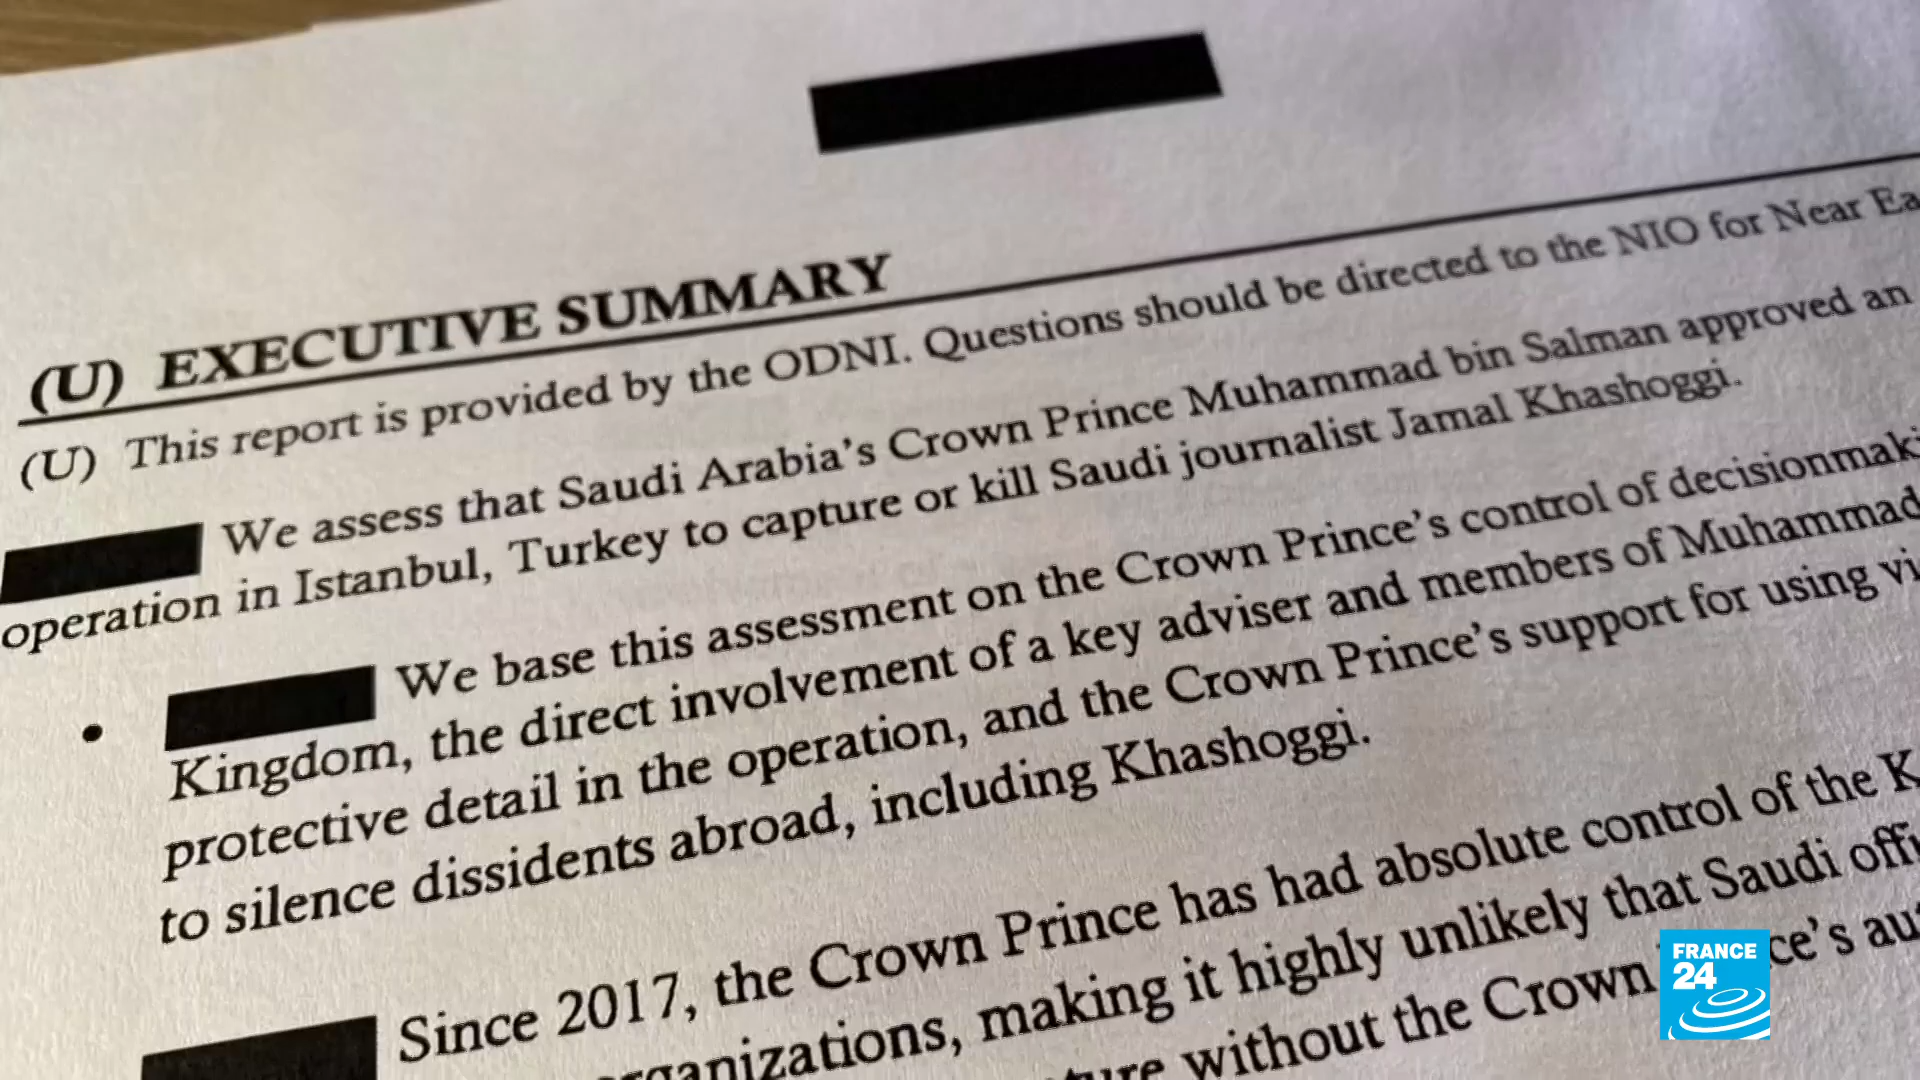 (U) EXECUTIVE SUMMARY
(U) This report is provided by the ODNI. Questions should be directed to the NIO for Near Ea
We assess that Saudi Arabia's Crown Prince Muhammad bin Salman approved an
operation in Istanbul, Turkey to capture or kill Saudi journalist Jamal Khashoggi.
• We base this assessment on the Crown Prince's control of decisionmaki
Kingdom, the direct involvement of a key adviser and members of Muhammad
protective detail in the operation, and the Crown Prince's support for using vi
to silence dissidents abroad, including Khashoggi.
Since 2017, the Crown Prince has had absolute control of the K
rganizations, making it highly unlikely that Saudi offi
ture without the Crown ce's au
FRANCE
24